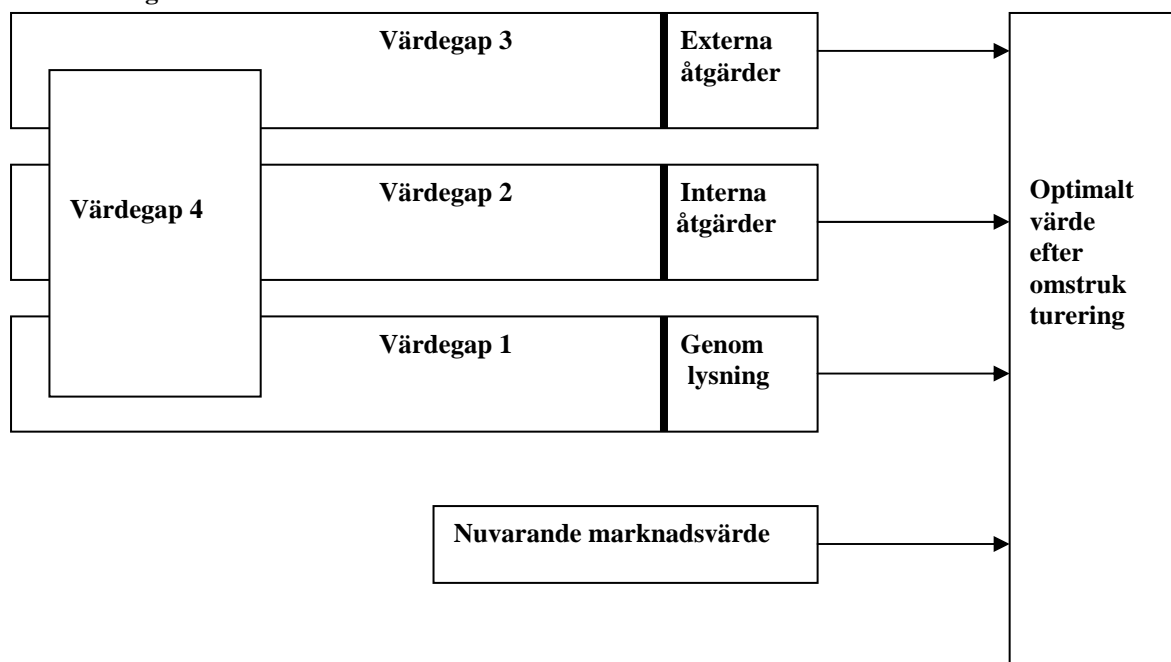 Värdegap 3
Externa
åtgärder
Värdegap 4
Värdegap 2
Interna
åtgärder
Optimalt
värde
efter
omstruk
turering
Värdegap 1
Genom
lysning
Nuvarande marknadsvärde